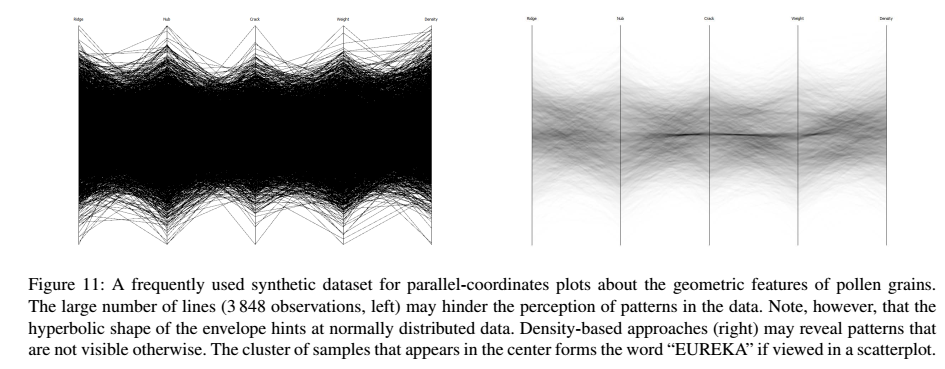 Ridge Nub Crack Weight Density
Ridge Nub Crack Weight Density
Figure 11: A frequently used synthetic dataset for parallel-coordinates plots about the geometric features of pollen grains.
The large number of lines (3 848 observations, left) may hinder the perception of patterns in the data. Note, however, that the
hyperbolic shape of the envelope hints at normally distributed data. Density-based approaches (right) may reveal patterns that
are not visible otherwise. The cluster of samples that appears in the center forms the word “EUREKA” if viewed in a scatterplot.